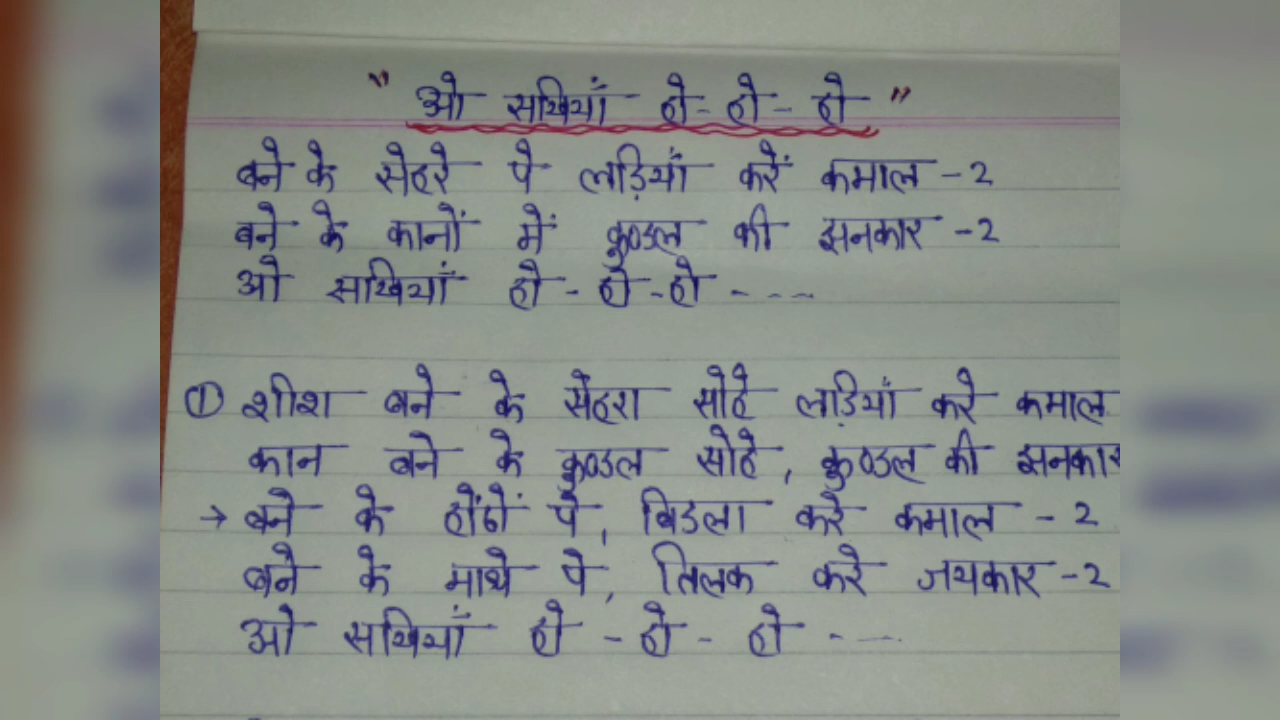 " ओ सखियाँ हो - हो - हो "
बने के सेहरे पे लड़ियाँ करें कमाल - 2
बने के कानों में कुण्डल की झनकार - 2
ओ सखियाँ हो - हो - हो - - - -
① शीश बने के सेहरा सोहे लड़ियाँ करे कमाल
कान बने के कुण्डल सोहे, कुण्डल की झनकार
→ बने के होंठों पे, बिडला करे कमाल - 2
बने के माथे पे, तिलक करे जयकार - 2
ओ सखियाँ हो - हो - हो - - -